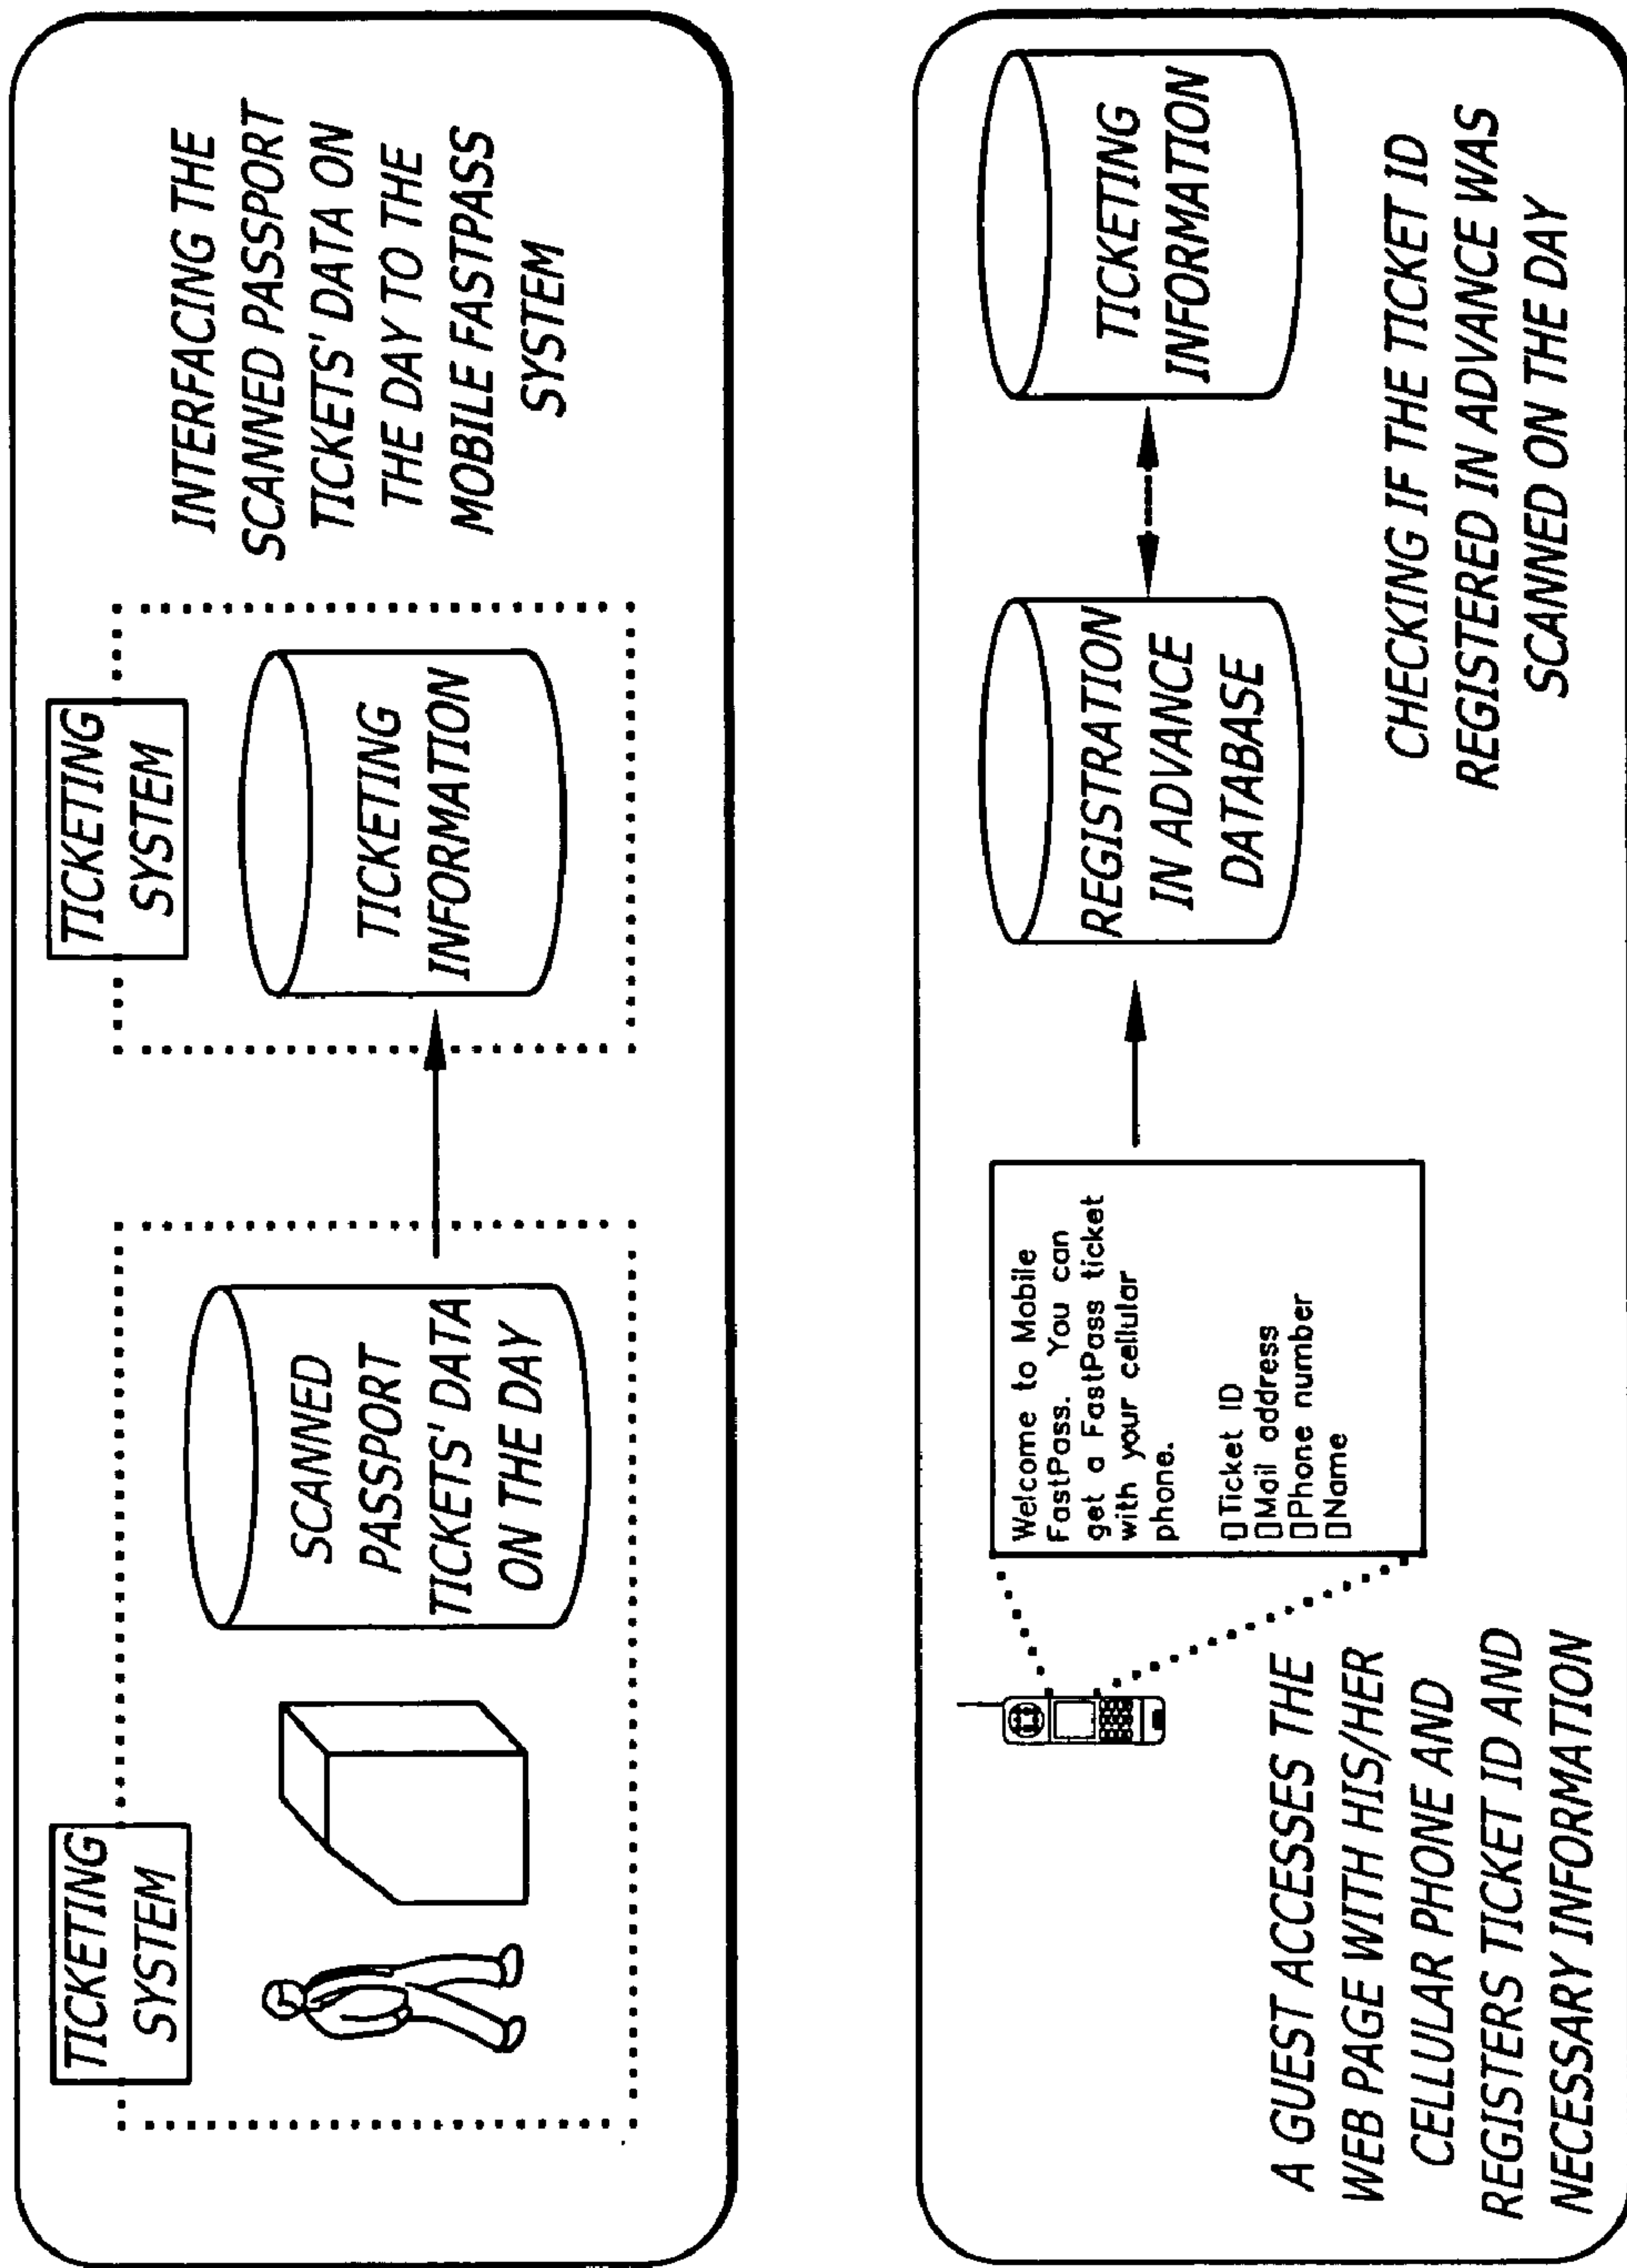 TICKETING
SYSTEM
SCANNED
PASSPORT
TICKETS' DATA
ON THE DAY
TICKETING
SYSTEM
TICKETING
INFORMATION
INTERFACING THE
SCANNED PASSPORT
TICKETS' DATA ON
THE DAY TO THE
MOBILE FASTPASS
SYSTEM
A GUEST ACCESSES THE
WEB PAGE WITH HIS/HER
CELLULAR PHONE AND
REGISTERS TICKET ID AND
NECESSARY INFORMATION
Welcome to Mobile
FastPass. You can
get a FastPass ticket
with your cellular
phone.
▯Ticket ID
▯Mail address
▯Phone number
▯Name
REGISTRATION
IN ADVANCE
DATABASE
TICKETING
INFORMATION
CHECKING IF THE TICKET ID
REGISTERED IN ADVANCE WAS
SCANNED ON THE DAY